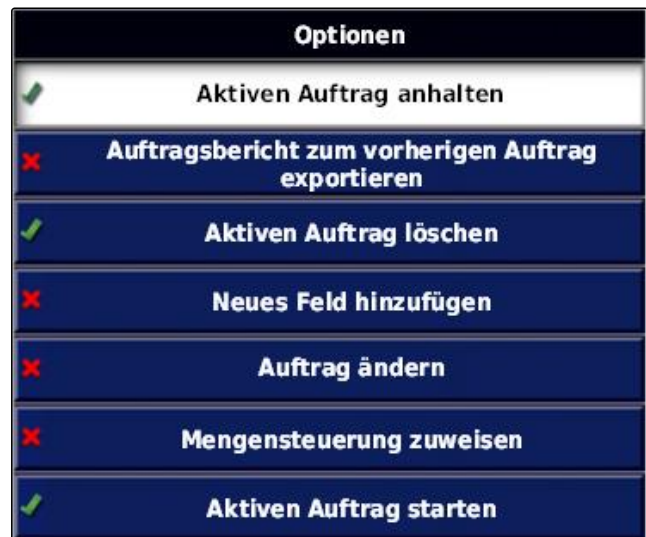 Optionen
Aktiven Auftrag anhalten
Auftragsbericht zum vorherigen Auftrag
exportieren
Aktiven Auftrag löschen
Neues Feld hinzufügen
Auftrag ändern
Mengensteuerung zuweisen
Aktiven Auftrag starten